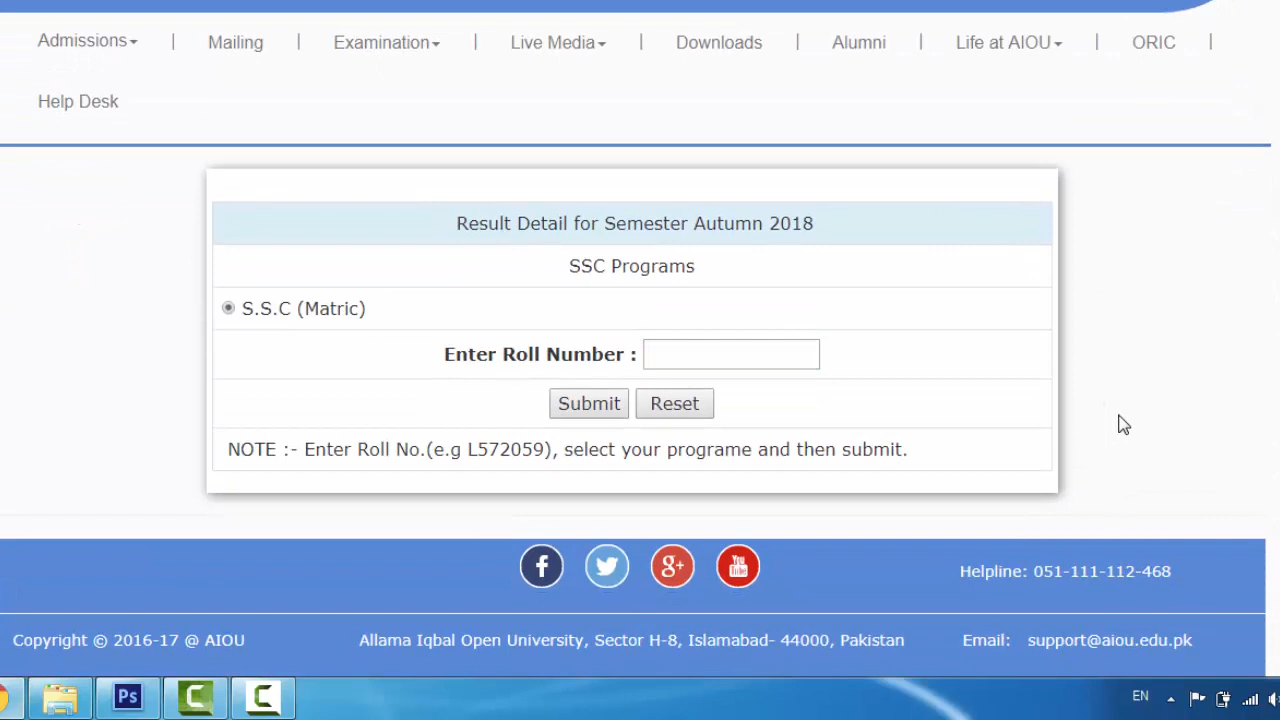 Admissions | Mailing | Examination | Live Media | Downloads | Alumni | Life at AIOU | ORIC |
Help Desk
Result Detail for Semester Autumn 2018
SSC Programs
S.S.C (Matric)
Enter Roll Number :
Submit Reset
NOTE :- Enter Roll No.(e.g L572059), select your programe and then submit.
f g+ You Tube
Helpline: 051-111-112-468
Copyright © 2016-17 @ AIOU Allama Iqbal Open University, Sector H-8, Islamabad- 44000, Pakistan Email: support@aiou.edu.pk
Ps C C EN